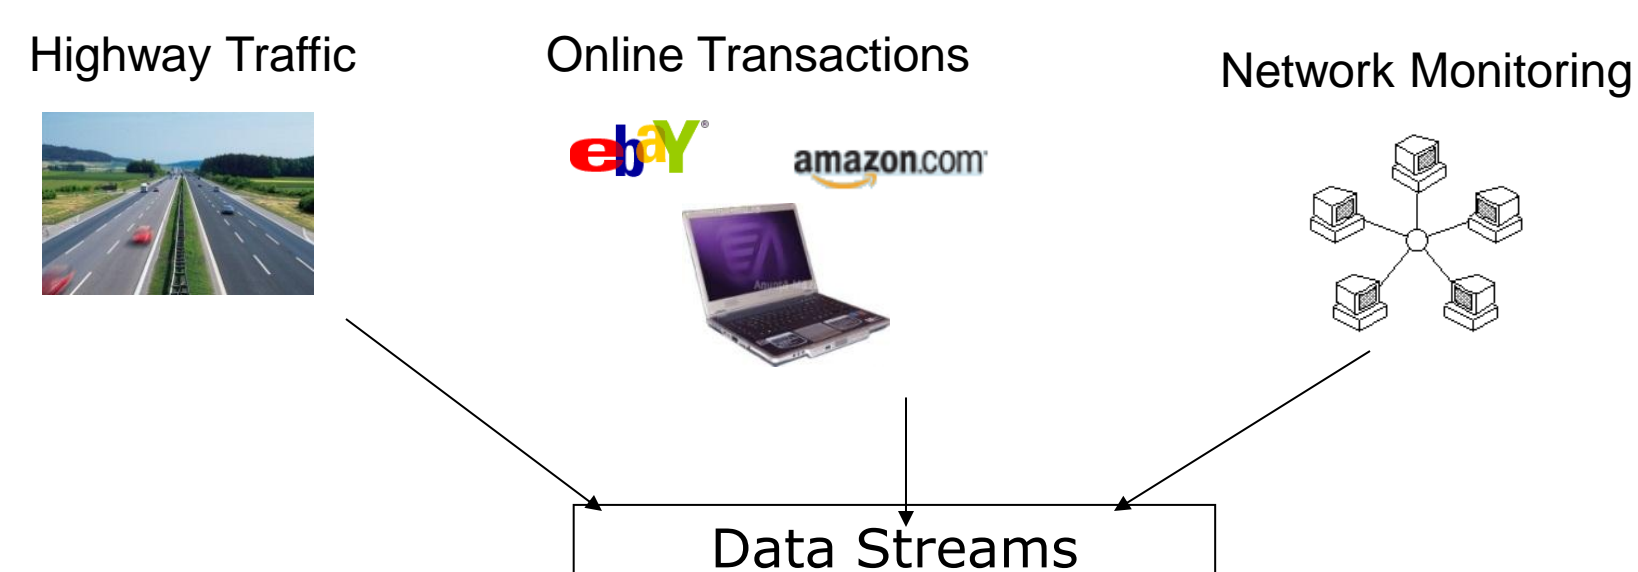 Highway Traffic
Online Transactions
Network Monitoring
ebaY®
amazon.com
Data Streams